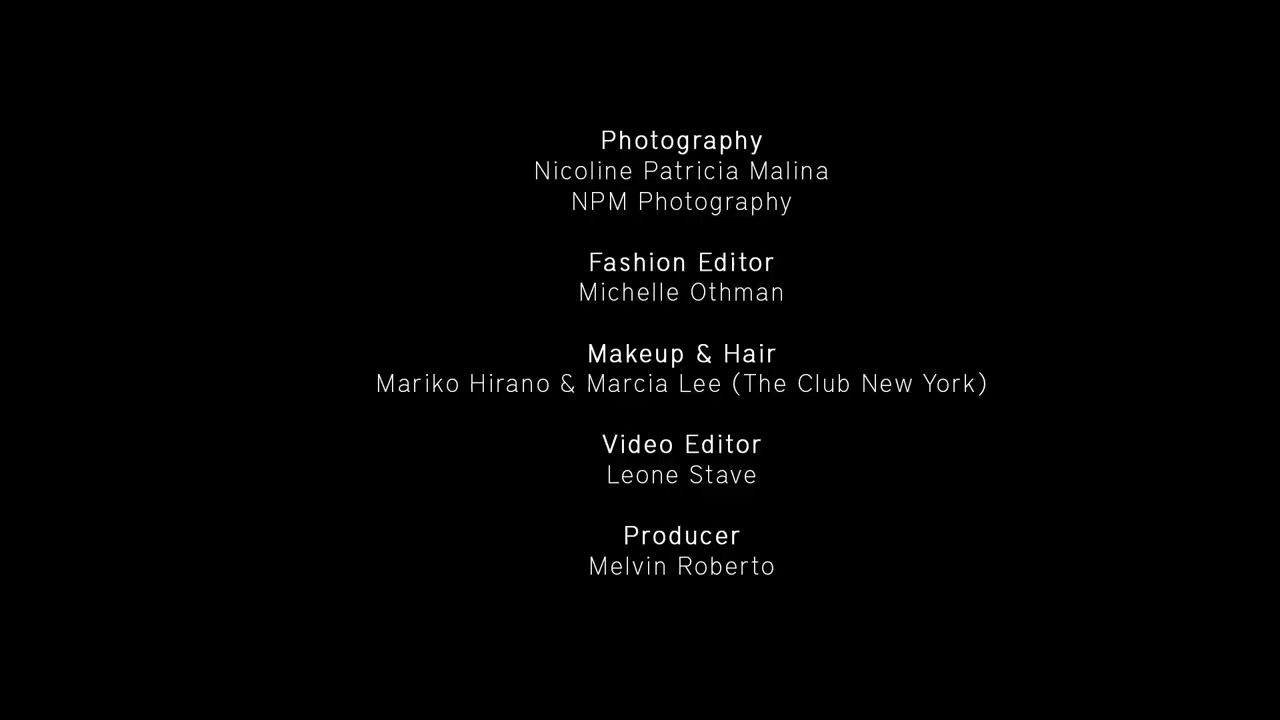 Photography
Nicoline Patricia Malina
NPM Photography
Fashion Editor
Michelle Othman
Makeup & Hair
Mariko Hirano & Marcia Lee (The Club New York)
Video Editor
Leone Stave
Producer
Melvin Roberto